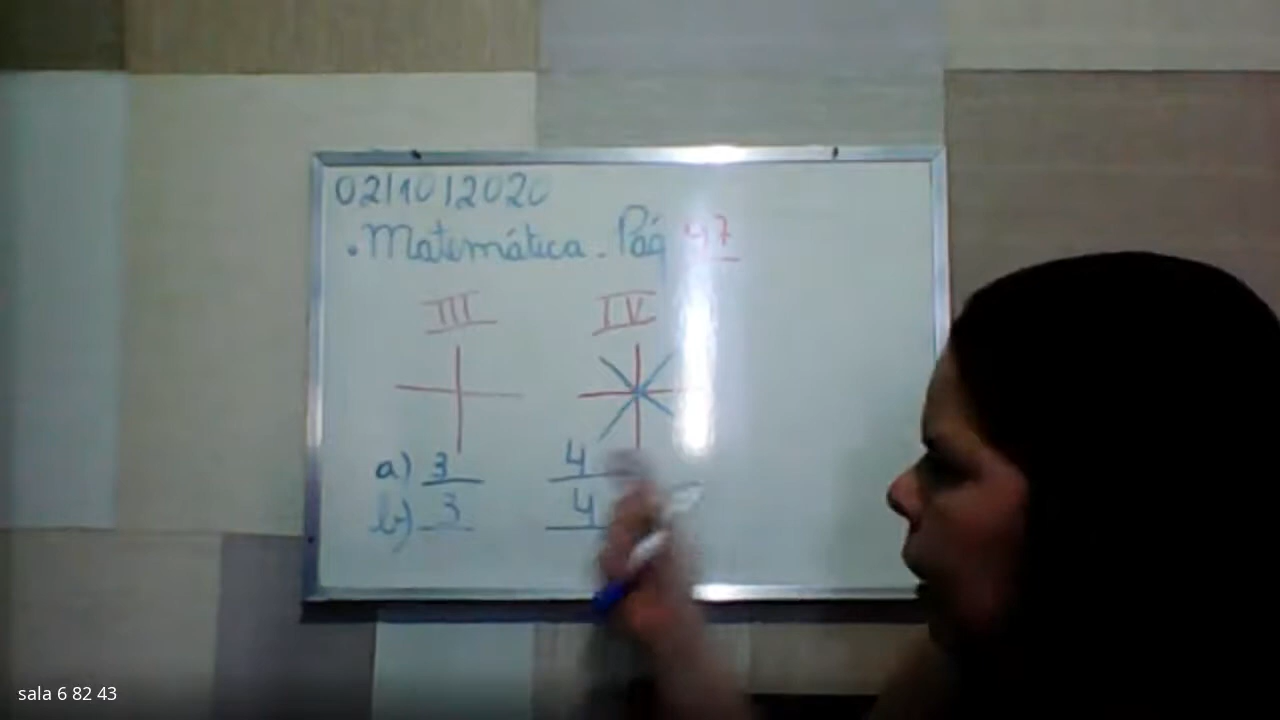 02/10/2020
. Matemática. Pág 47
III IV
a) 3 4
b) 3 4
sala 6 82 43